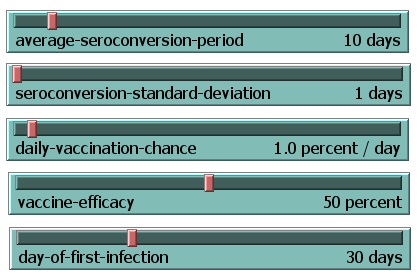 average-seroconversion-period 10 days
seroconversion-standard-deviation 1 days
daily-vaccination-chance 1.0 percent / day
vaccine-efficacy 50 percent
day-of-first-infection 30 days